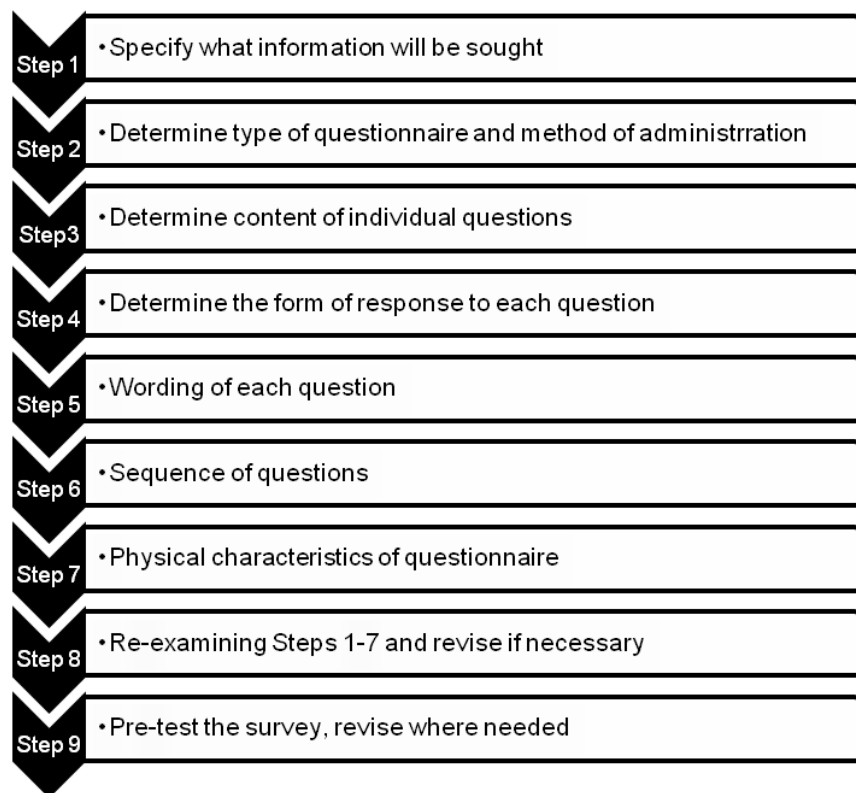 Step 1
•Specify what information will be sought
Step 2
•Determine type of questionnaire and method of administrration
Step3
•Determine content of individual questions
Step 4
•Determine the form of response to each question
Step 5
•Wording of each question
Step 6
•Sequence of questions
Step 7
•Physical characteristics of questionnaire
Step 8
•Re-examining Steps 1-7 and revise if necessary
Step 9
•Pre-test the survey, revise where needed